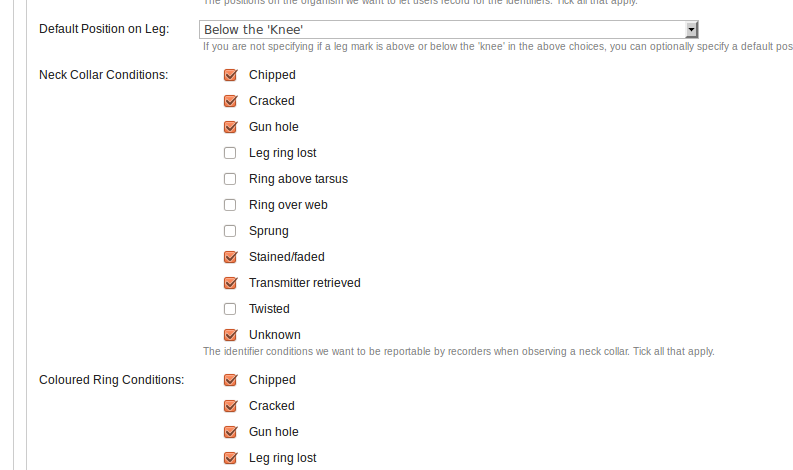 The positions on the organism we want to let users record for the identifiers. Tick all that apply.
Default Position on Leg:
Below the 'Knee'
If you are not specifying if a leg mark is above or below the 'knee' in the above choices, you can optionally specify a default pos
Neck Collar Conditions:
Chipped
Cracked
Gun hole
Leg ring lost
Ring above tarsus
Ring over web
Sprung
Stained/faded
Transmitter retrieved
Twisted
Unknown
The identifier conditions we want to be reportable by recorders when observing a neck collar. Tick all that apply.
Coloured Ring Conditions:
Chipped
Cracked
Gun hole
Leg ring lost